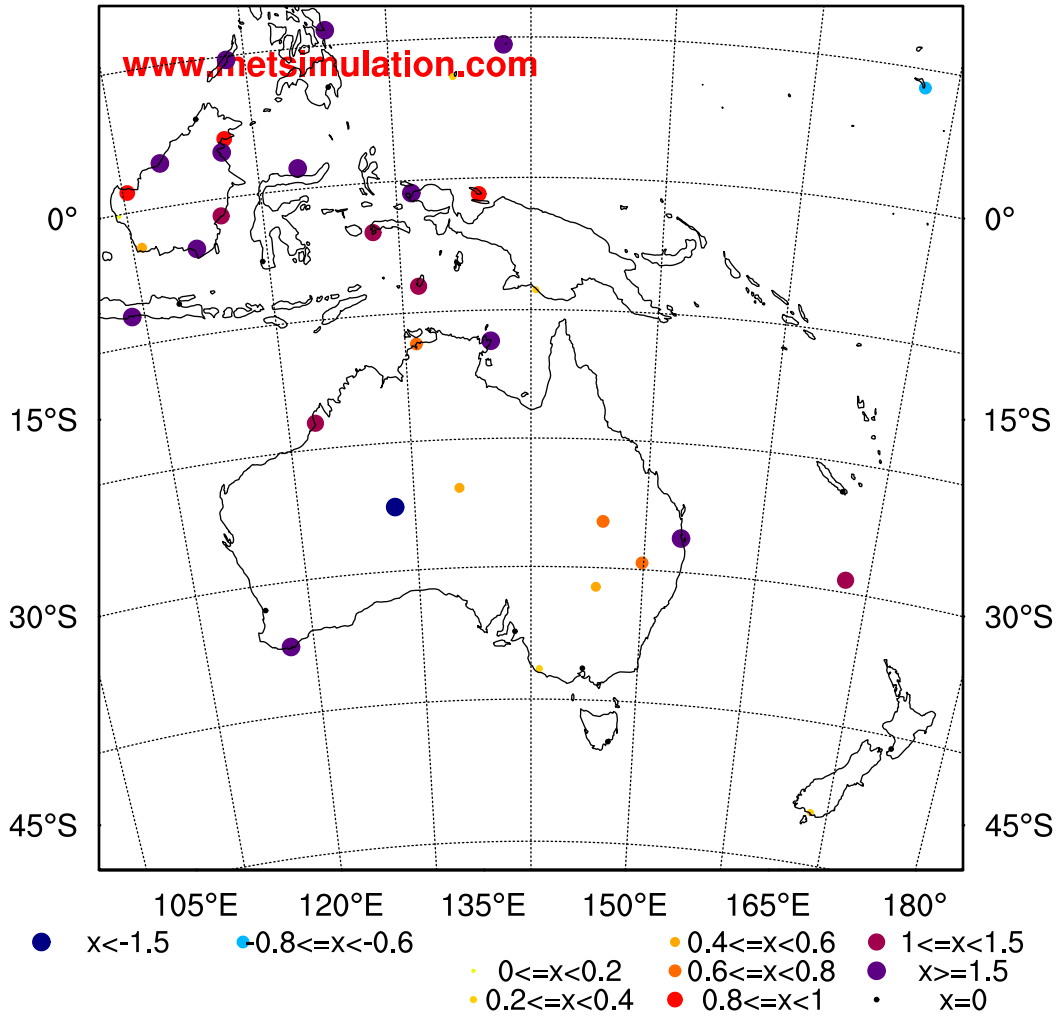 www.metsimulation.com
0° 0°
15°S 15°S
30°S 30°S
45°S 45°S
105°E 120°E 135°E 150°E 165°E 180°
x<-1.5 -0.8<=x<-0.6 0.4<=x<0.6 1<=x<1.5
0<=x<0.2 0.6<=x<0.8 x>=1.5
0.2<=x<0.4 0.8<=x<1 x=0